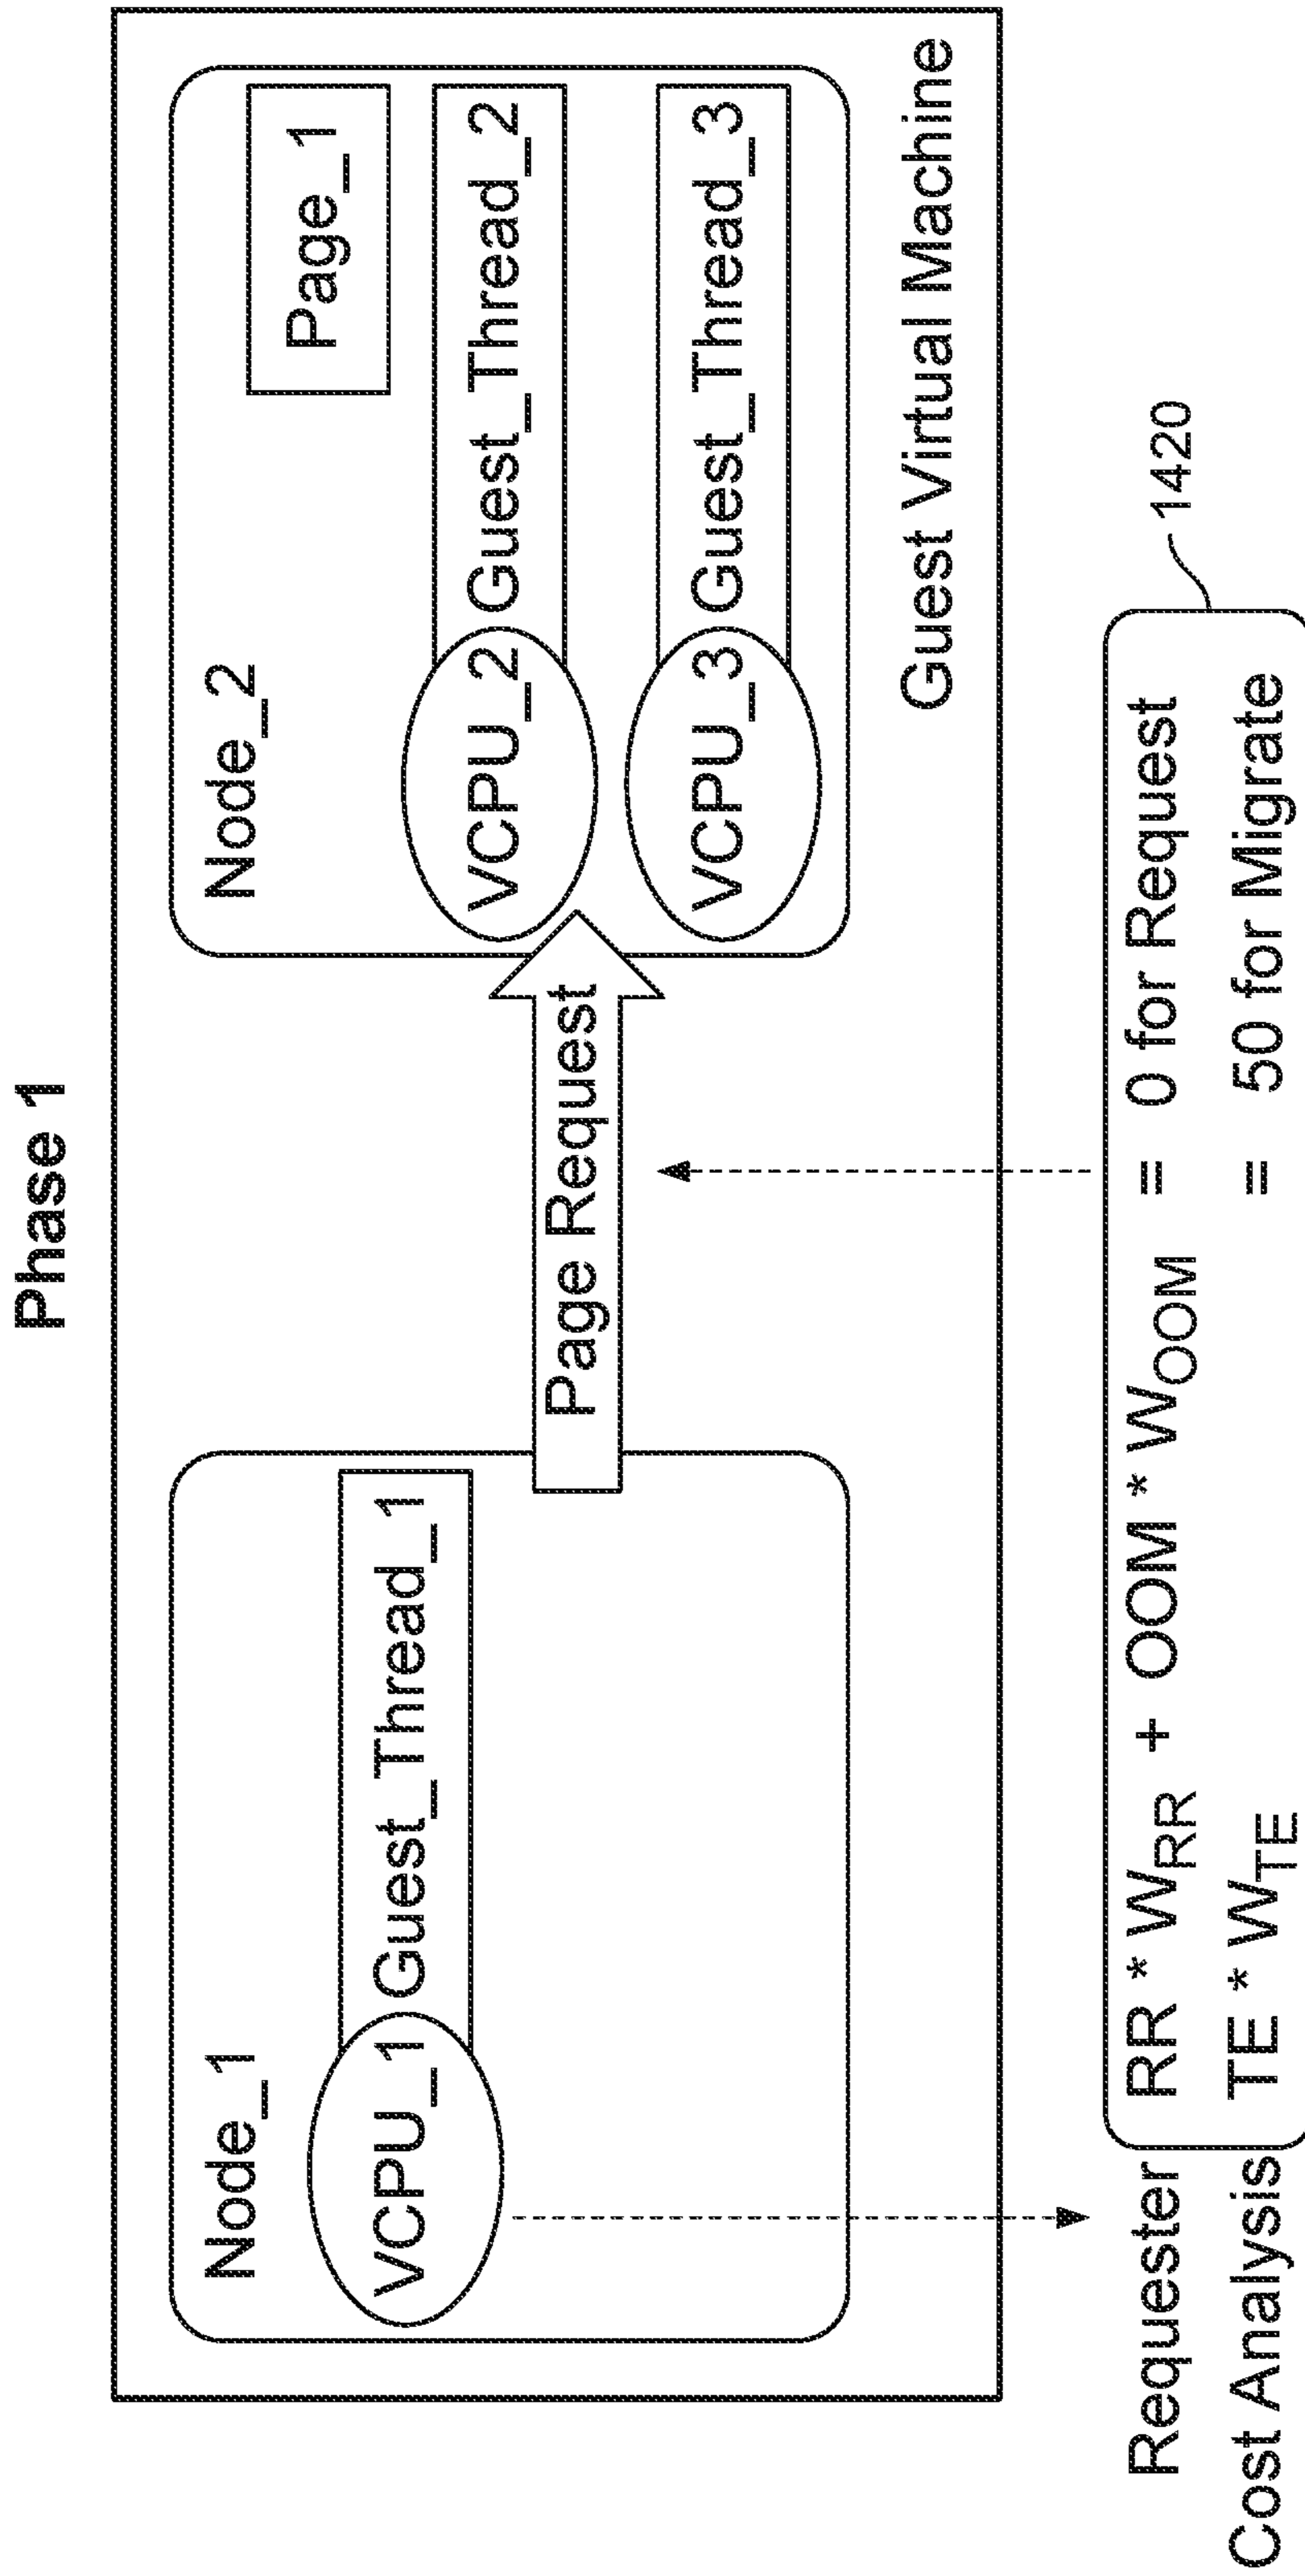 Phase 1
Node_1
VCPU_1 Guest_Thread_1
Page Request
Node_2
Page_1
VCPU_2 Guest_Thread_2
VCPU_3 Guest_Thread_3
Guest Virtual Machine
1420
Requester RR * W_RR + OOM * W_OOM = 0 for Request
Cost Analysis TE * W_TE = 50 for Migrate